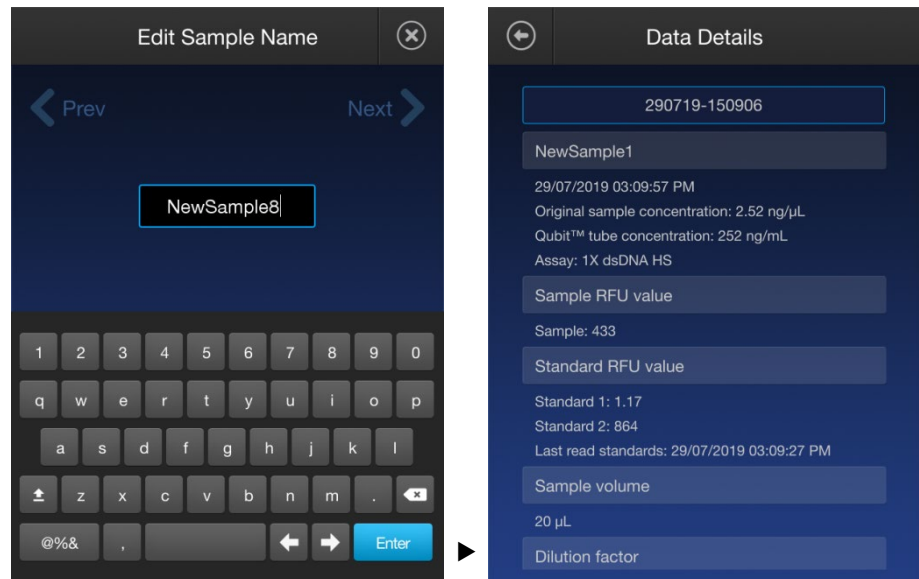 Edit Sample Name
Prev
Next
NewSample8
1 2 3 4 5 6 7 8 9 0
q w e r t y u i o p
a s d f g h j k l
z x c v b n m .
@%& , Enter
Data Details
290719-150906
NewSample1
29/07/2019 03:09:57 PM
Original sample concentration: 2.52 ng/µL
Qubit™ tube concentration: 252 ng/mL
Assay: 1X dsDNA HS
Sample RFU value
Sample: 433
Standard RFU value
Standard 1: 1.17
Standard 2: 864
Last read standards: 29/07/2019 03:09:27 PM
Sample volume
20 µL
Dilution factor